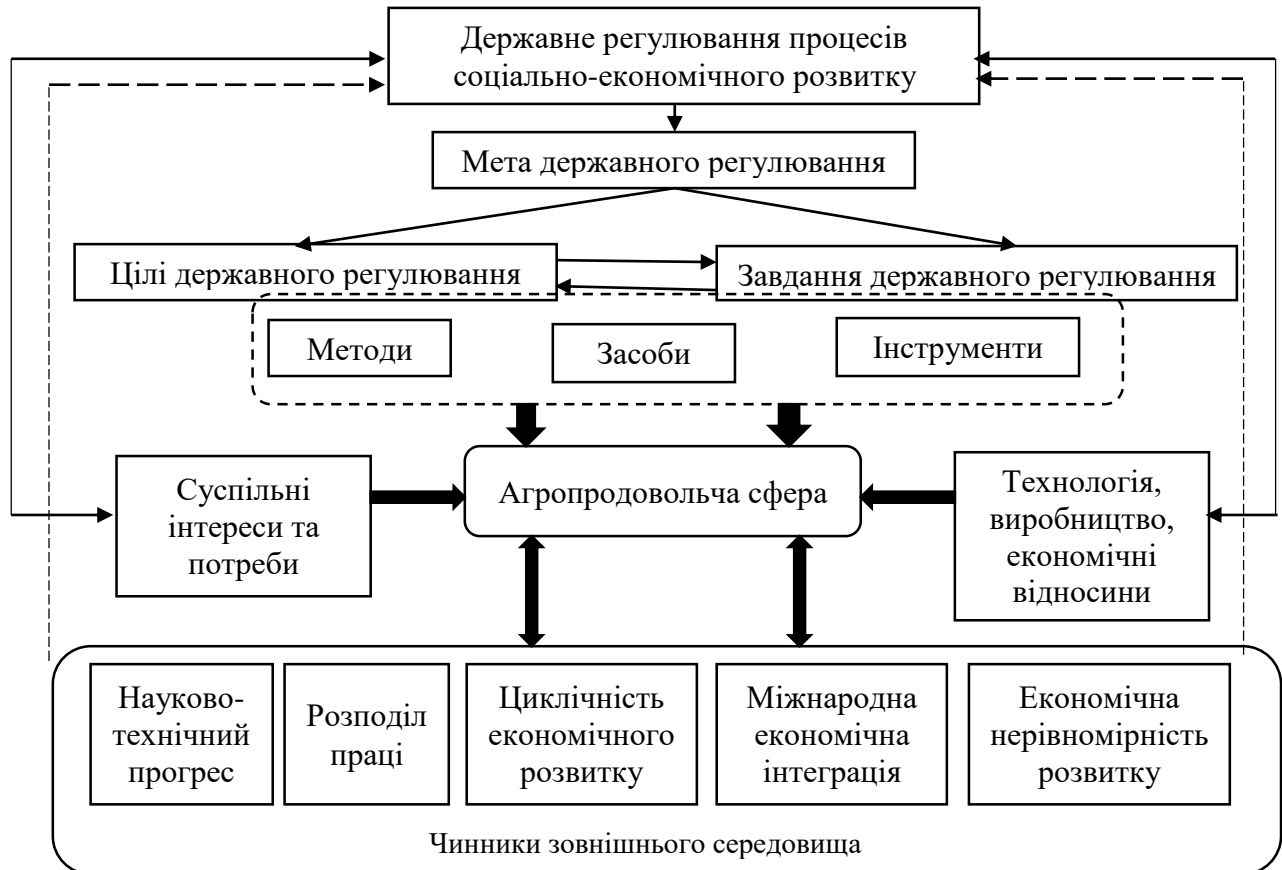 Державне регулювання процесів
соціально-економічного розвитку
Мета державного регулювання
Цілі державного регулювання
Завдання державного регулювання
Методи
Засоби
Інструменти
Суспільні
інтереси та
потреби
Агропродовольча сфера
Технологія,
виробництво,
економічні
відносини
Науково-
технічний
прогрес
Розподіл
праці
Циклічність
економічного
розвитку
Міжнародна
економічна
інтеграція
Економічна
нерівномірність
розвитку
Чинники зовнішнього середовища